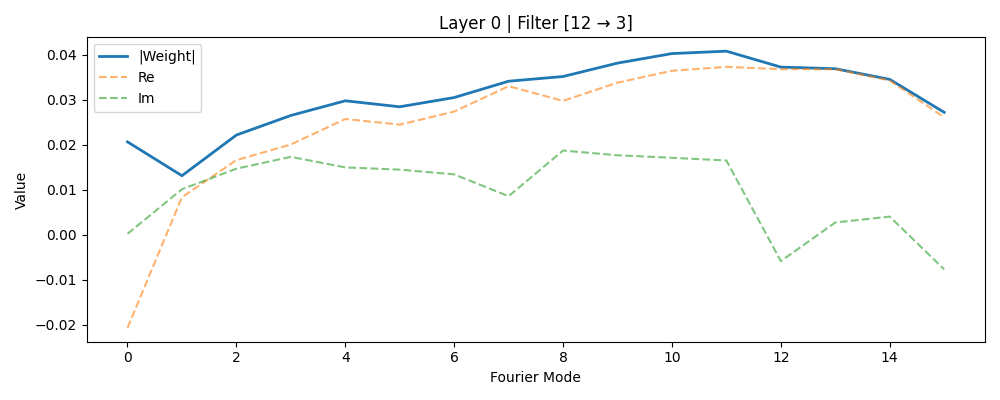 Layer 0 | Filter [12 → 3]
|Weight|
Re
Im
Value
0.04
0.03
0.02
0.01
0.00
−0.01
−0.02
0 2 4 6 8 10 12 14
Fourier Mode